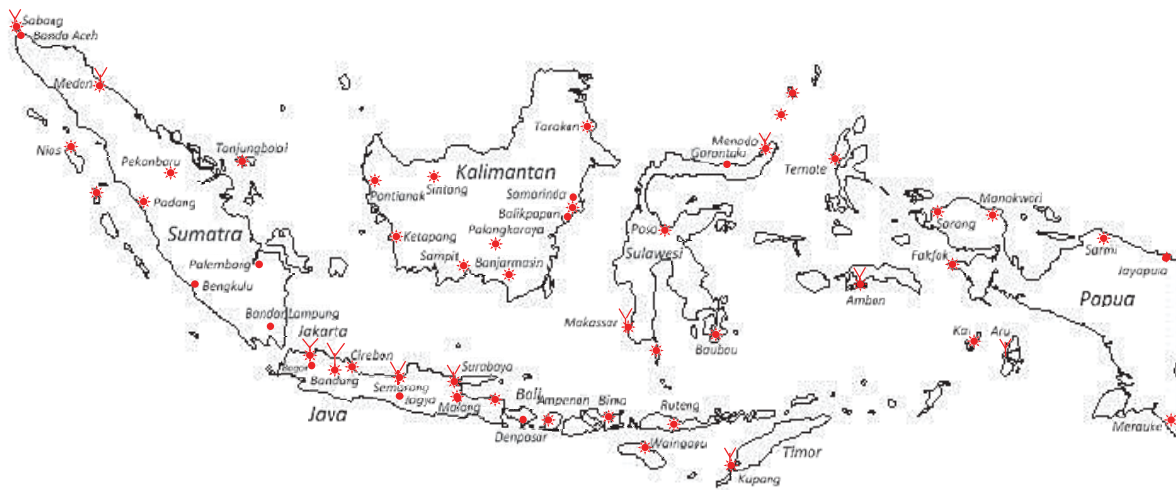 Sabang
Banda Aceh
Medan
Nias
Pekanbaru
Tanjungbalai
Padang
Sumatra
Palembang
Bengkulu
Bandar Lampung
Jakarta
Bogor
Bandung
Cirebon
Semarang
Jogja
Surabaya
Malang
Java
Bali
Denpasar
Ampenan
Bima
Ruteng
Waingapu
Kupang
Timor
Tarakan
Kalimantan
Pontianak
Sintang
Samarinda
Balikpapan
Palangkaraya
Ketapang
Sampit
Banjarmasin
Menado
Gorontalo
Poso
Sulawesi
Makassar
Baubau
Ternate
Ambon
Sorong
Manokwari
Fakfak
Sarmi
Jayapura
Papua
Kai
Aru
Merauke